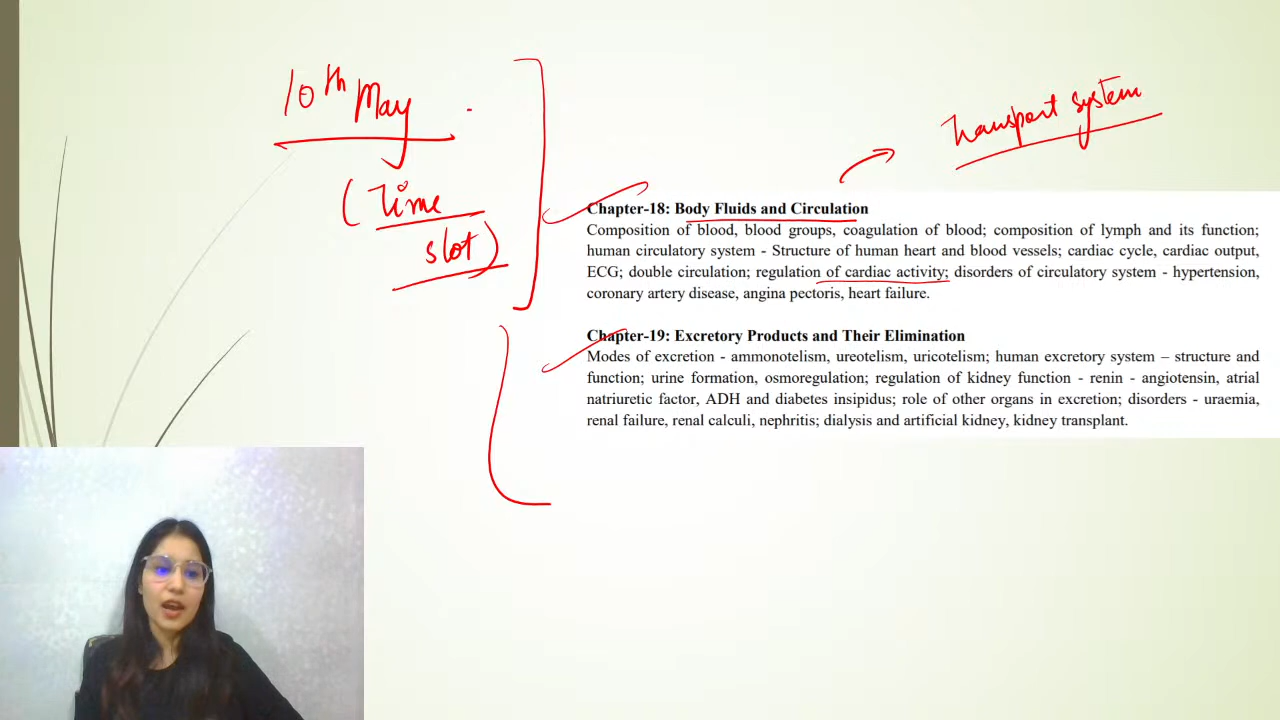 10th May
(Time
slot)
Transport system
Chapter-18: Body Fluids and Circulation
Composition of blood, blood groups, coagulation of blood; composition of lymph and its function;
human circulatory system - Structure of human heart and blood vessels; cardiac cycle, cardiac output,
ECG; double circulation; regulation of cardiac activity; disorders of circulatory system - hypertension,
coronary artery disease, angina pectoris, heart failure.
Chapter-19: Excretory Products and Their Elimination
Modes of excretion - ammonotelism, ureotelism, uricotelism; human excretory system – structure and
function; urine formation, osmoregulation; regulation of kidney function - renin - angiotensin, atrial
natriuretic factor, ADH and diabetes insipidus; role of other organs in excretion; disorders - uraemia,
renal failure, renal calculi, nephritis; dialysis and artificial kidney, kidney transplant.